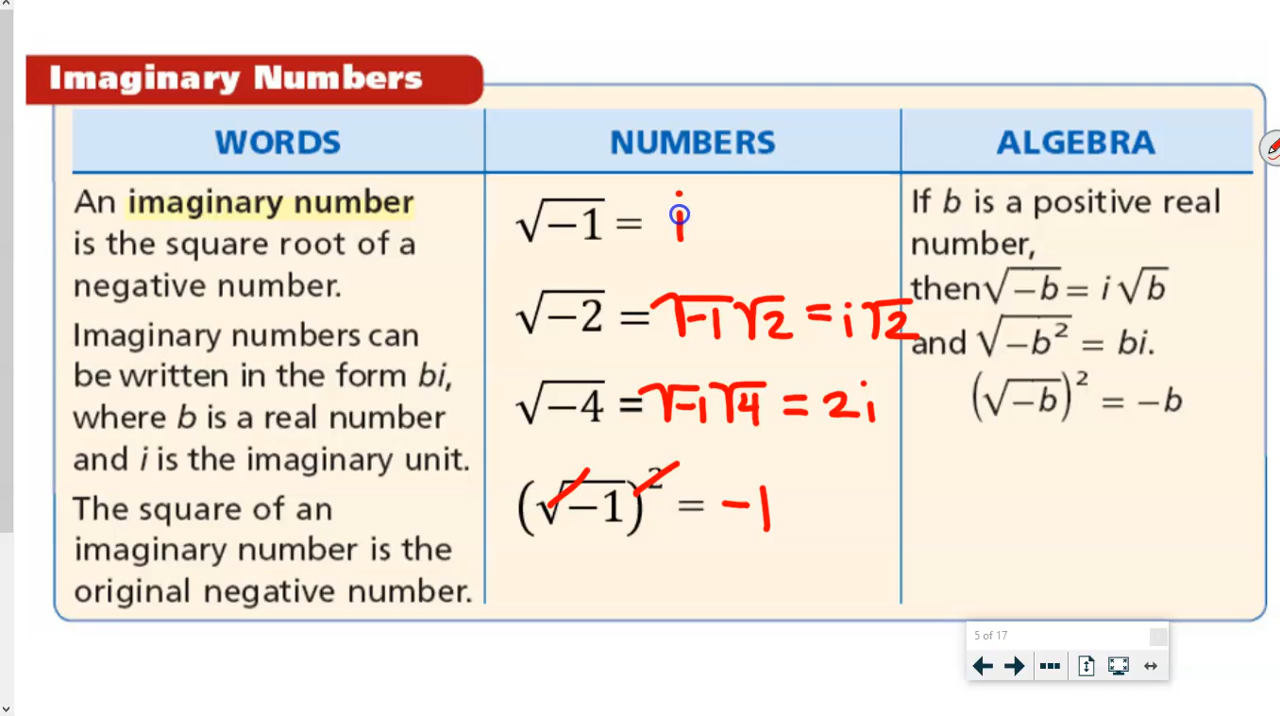 Imaginary Numbers
WORDS
An imaginary number
is the square root of a
negative number.
Imaginary numbers can
be written in the form bi,
where b is a real number
and i is the imaginary unit.
The square of an
imaginary number is the
original negative number.
NUMBERS
√−1 = i
√−2 = √−1 √2 = i√2
√−4 = √−1 √4 = 2i
(√−1)² = −1
ALGEBRA
If b is a positive real
number,
then √−b = i√b
and √−b² = bi.
(√−b)² = −b
5 of 17